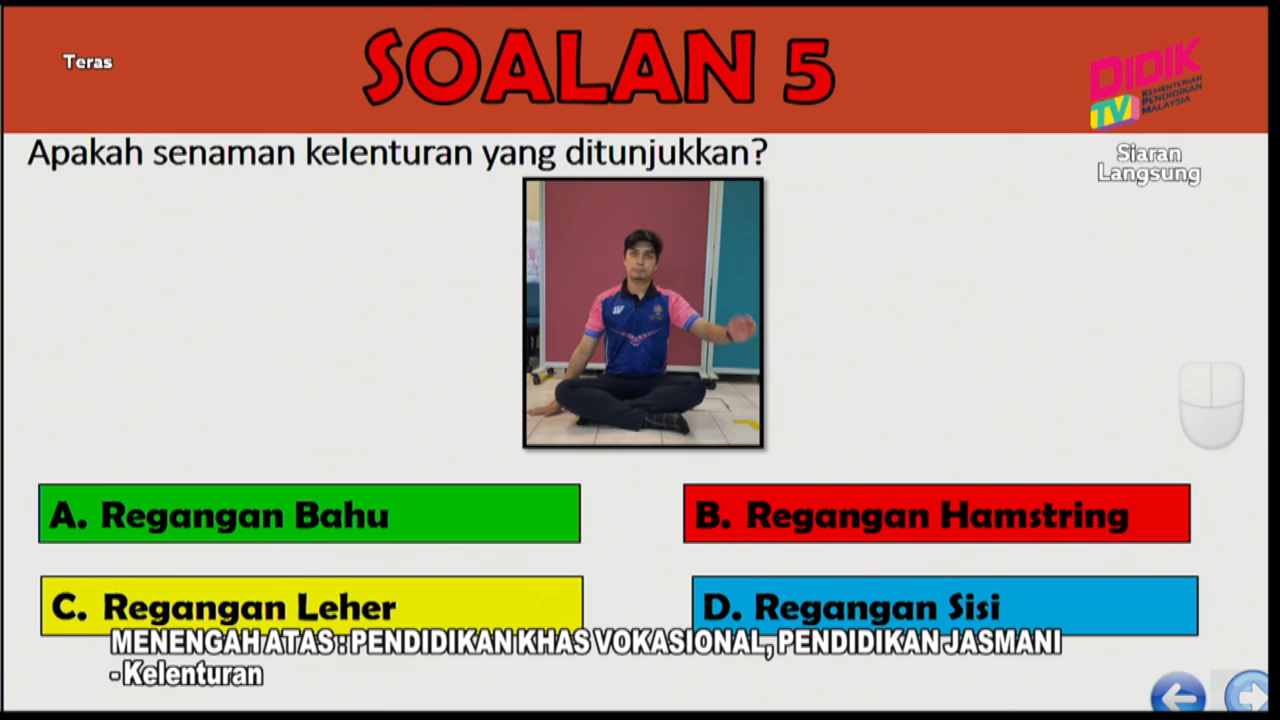 Teras
SOALAN 5
DIDIK
TV
KEMENTERIAN
PENDIDIKAN
MALAYSIA
Apakah senaman kelenturan yang ditunjukkan?
Siaran
Langsung
A. Regangan Bahu
B. Regangan Hamstring
C. Regangan Leher
D. Regangan Sisi
MENENGAH ATAS : PENDIDIKAN KHAS VOKASIONAL, PENDIDIKAN JASMANI
- Kelenturan